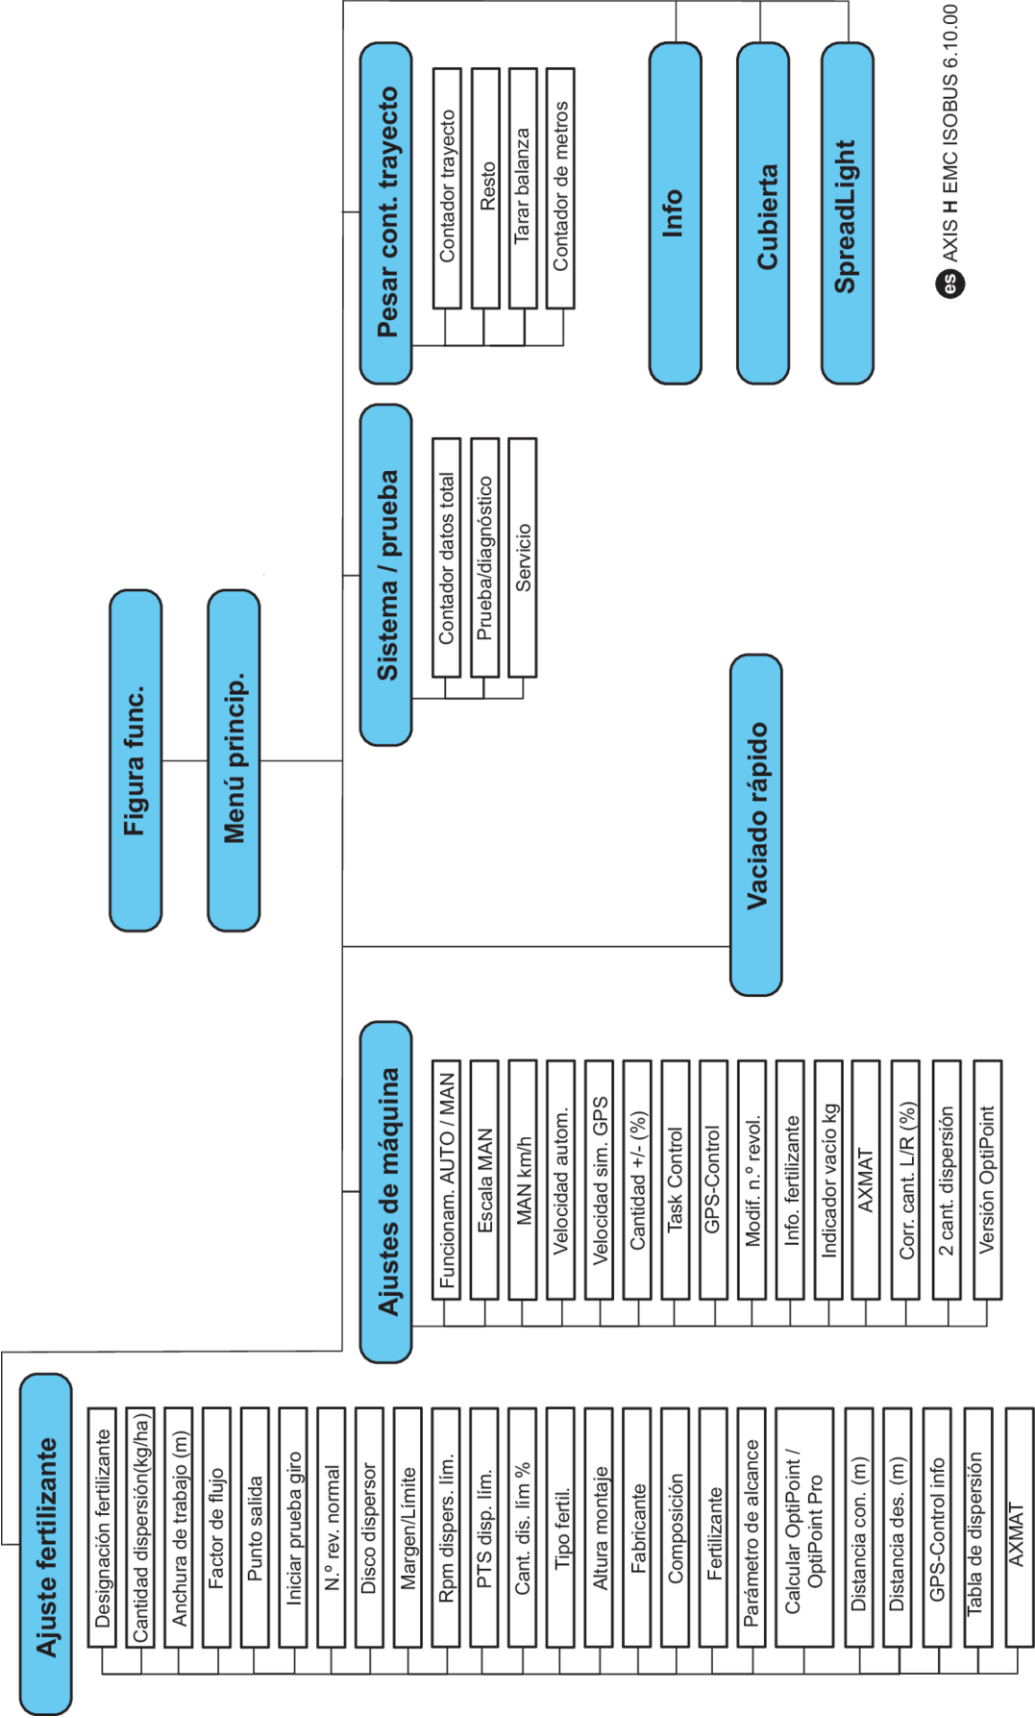 Figura func.
Menú princip.
Ajuste fertilizante
Designación fertilizante
Cantidad dispersión(kg/ha)
Anchura de trabajo (m)
Factor de flujo
Punto salida
Iniciar prueba giro
N.º rev. normal
Disco dispersor
Margen/Límite
Rpm dispers. lím.
PTS disp. lím.
Cant. dis. lím %
Tipo fertil.
Altura montaje
Fabricante
Composición
Fertilizante
Parámetro de alcance
Calcular OptiPoint /
OptiPoint Pro
Distancia con. (m)
Distancia des. (m)
GPS-Control info
Tabla de dispersión
AXMAT
Ajustes de máquina
Funcionam. AUTO / MAN
Escala MAN
MAN km/h
Velocidad autom.
Velocidad sim. GPS
Cantidad +/- (%)
Task Control
GPS-Control
Modif. n.º revol.
Info. fertilizante
Indicador vacío kg
AXMAT
Corr. cant. L/R (%)
2 cant. dispersión
Versión OptiPoint
Vaciado rápido
Sistema / prueba
Contador datos total
Prueba/diagnóstico
Servicio
Pesar cont. trayecto
Contador trayecto
Resto
Tarar balanza
Contador de metros
Info
Cubierta
SpreadLight
es AXIS H EMC ISOBUS 6.10.00